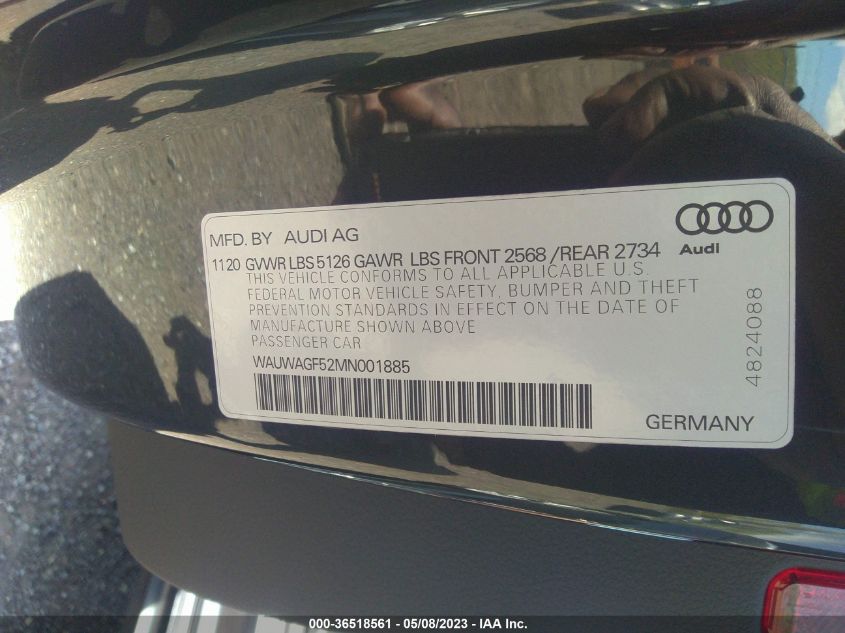 MFD. BY AUDI AG
Audi
1120 GVWR LBS 5126 GAWR LBS FRONT 2568 /REAR 2734
THIS VEHICLE CONFORMS TO ALL APPLICABLE U.S.
FEDERAL MOTOR VEHICLE SAFETY, BUMPER AND THEFT
PREVENTION STANDARDS IN EFFECT ON THE DATE OF
MANUFACTURE SHOWN ABOVE
PASSENGER CAR
WAUWAGF52MN001885
4824088
GERMANY
000-36518561 - 05/08/2023 - IAA Inc.